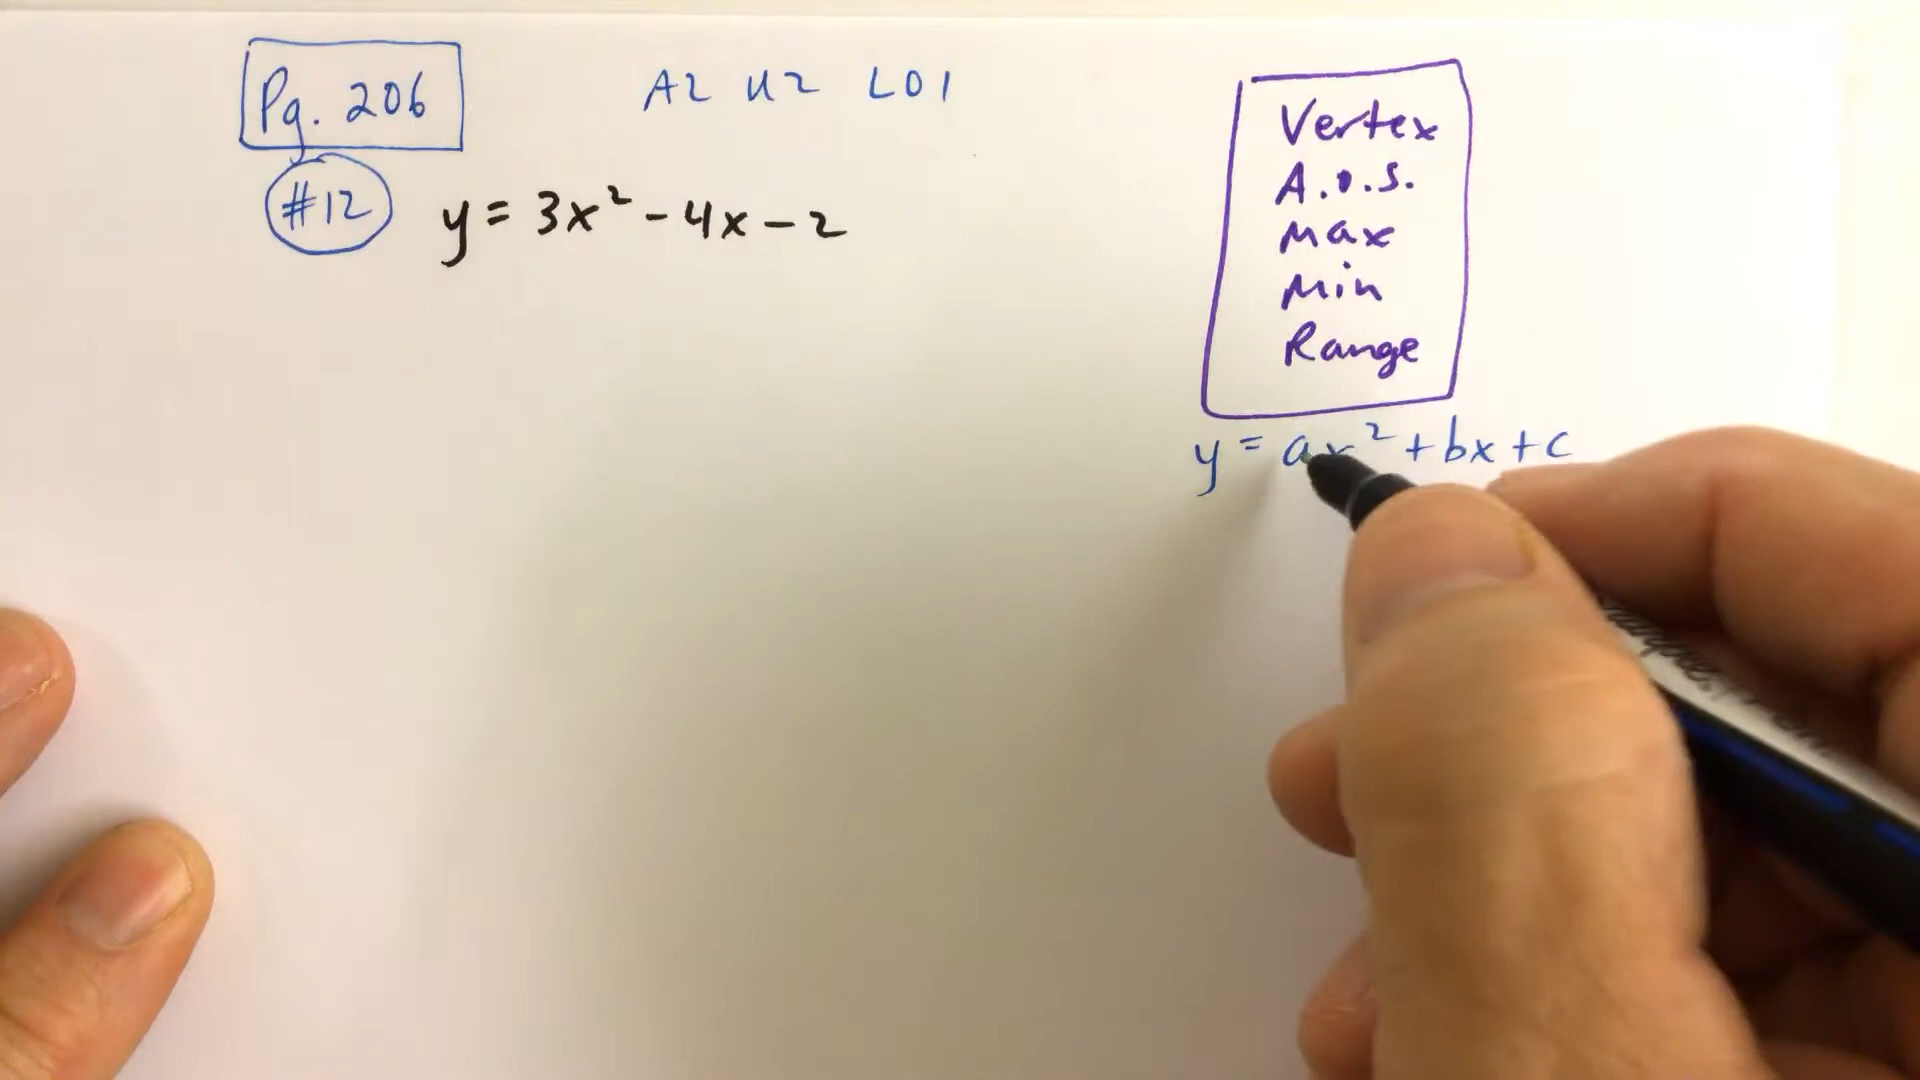 Pg. 206
A2 U2 L01
#12
y = 3x² - 4x - 2
Vertex
A.O.S.
Max
Min
Range
y = ax² + bx + c